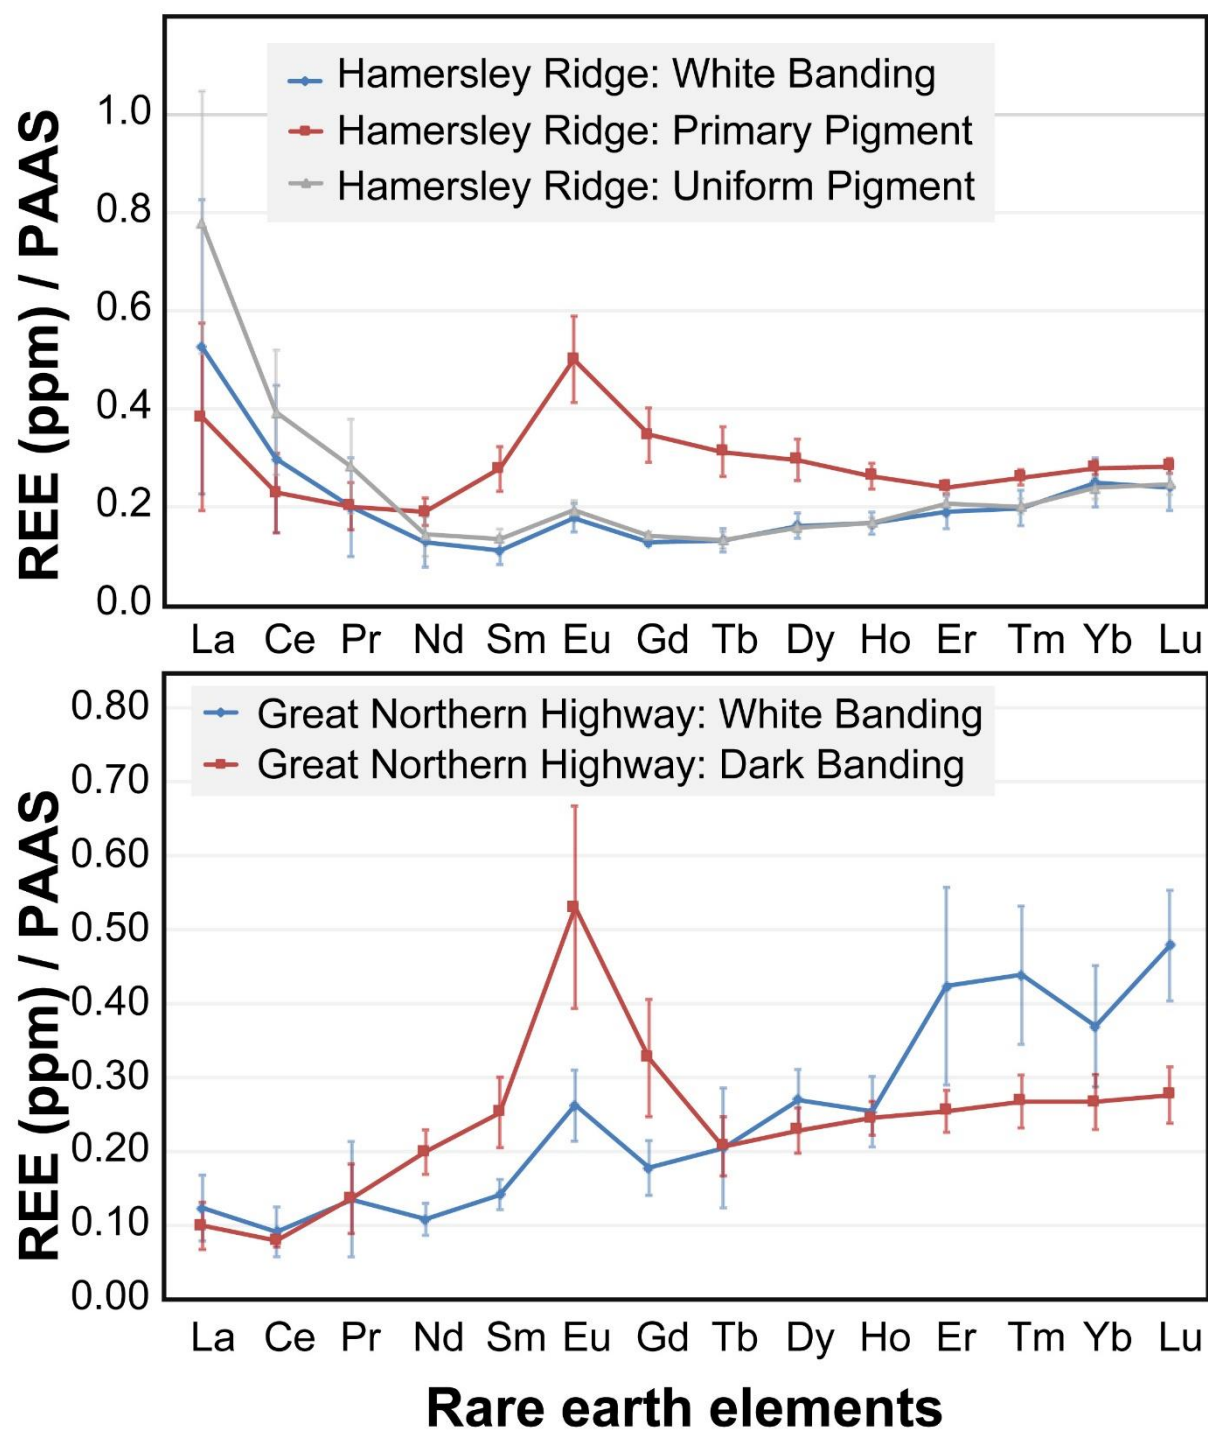 REE (ppm) / PAAS
Hamersley Ridge: White Banding
Hamersley Ridge: Primary Pigment
Hamersley Ridge: Uniform Pigment
1.0
0.8
0.6
0.4
0.2
0.0
La Ce Pr Nd Sm Eu Gd Tb Dy Ho Er Tm Yb Lu
REE (ppm) / PAAS
Great Northern Highway: White Banding
Great Northern Highway: Dark Banding
0.80
0.70
0.60
0.50
0.40
0.30
0.20
0.10
0.00
La Ce Pr Nd Sm Eu Gd Tb Dy Ho Er Tm Yb Lu
Rare earth elements